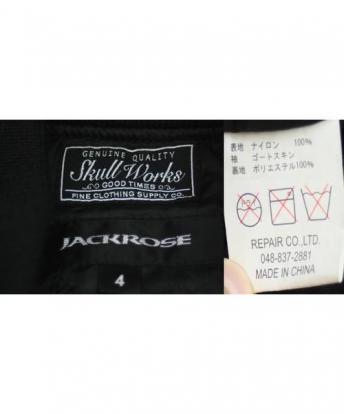 GENUINE QUALITY
Skull Works
GOOD TIMES
FINE CLOTHING SUPPLY CO.
JACKROSE
4
表地 ナイロン 100%
袖 ゴートスキン
裏地 ポリエステル100%
REPAIR CO.,LTD.
048-837-2881
MADE IN CHINA